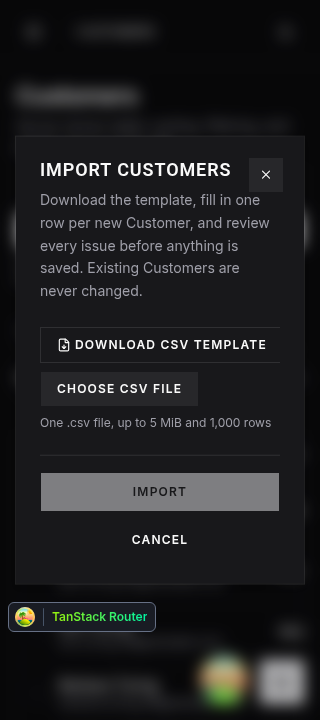 IMPORT CUSTOMERS
Download the template, fill in one
row per new Customer, and review
every issue before anything is
saved. Existing Customers are
never changed.
DOWNLOAD CSV TEMPLATE
CHOOSE CSV FILE
One .csv file, up to 5 MiB and 1,000 rows
IMPORT
CANCEL
TanStack Router